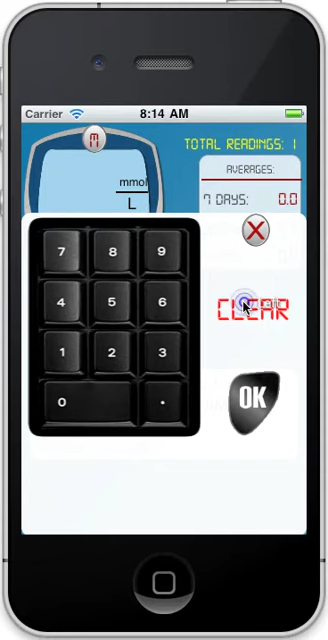 Carrier 8:14 AM
M
TOTAL READINGS: 1
AVERAGES:
mmol
L
7 DAYS: 0.0
X
7 8 9
4 5 6
1 2 3
0 .
CLEAR
OK